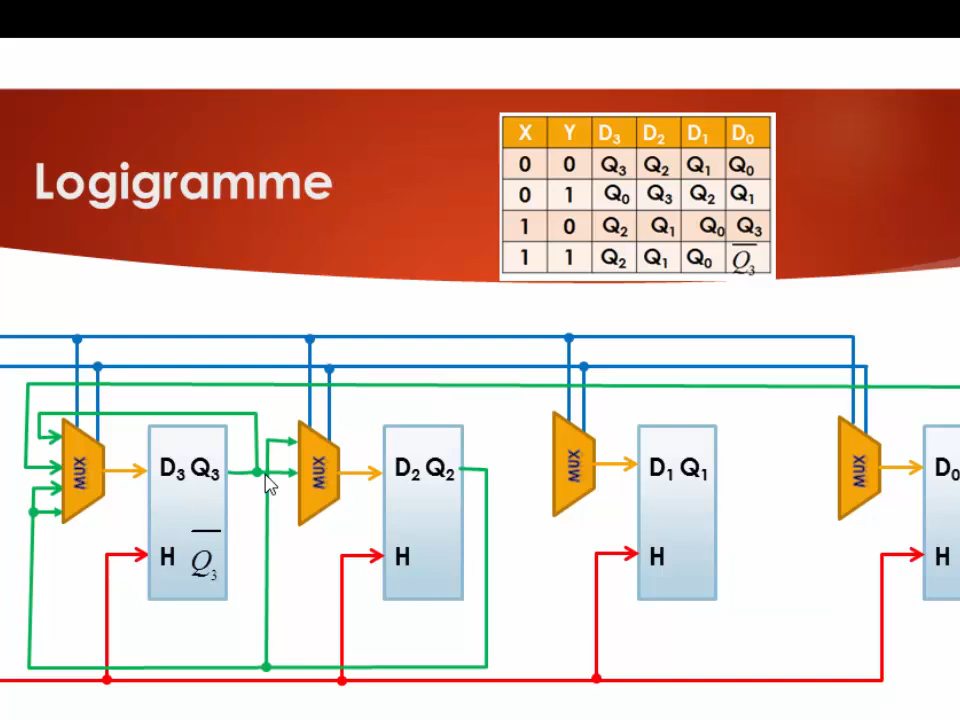 Logigramme
X Y D₃ D₂ D₁ D₀
0 0 Q₃ Q₂ Q₁ Q₀
0 1 Q₀ Q₃ Q₂ Q₁
1 0 Q₂ Q₁ Q₀ Q₃
1 1 Q₂ Q₁ Q₀ Q̅₃
MUX D₃ Q₃ MUX D₂ Q₂ MUX D₁ Q₁ MUX D₀
H Q̅₃ H H H